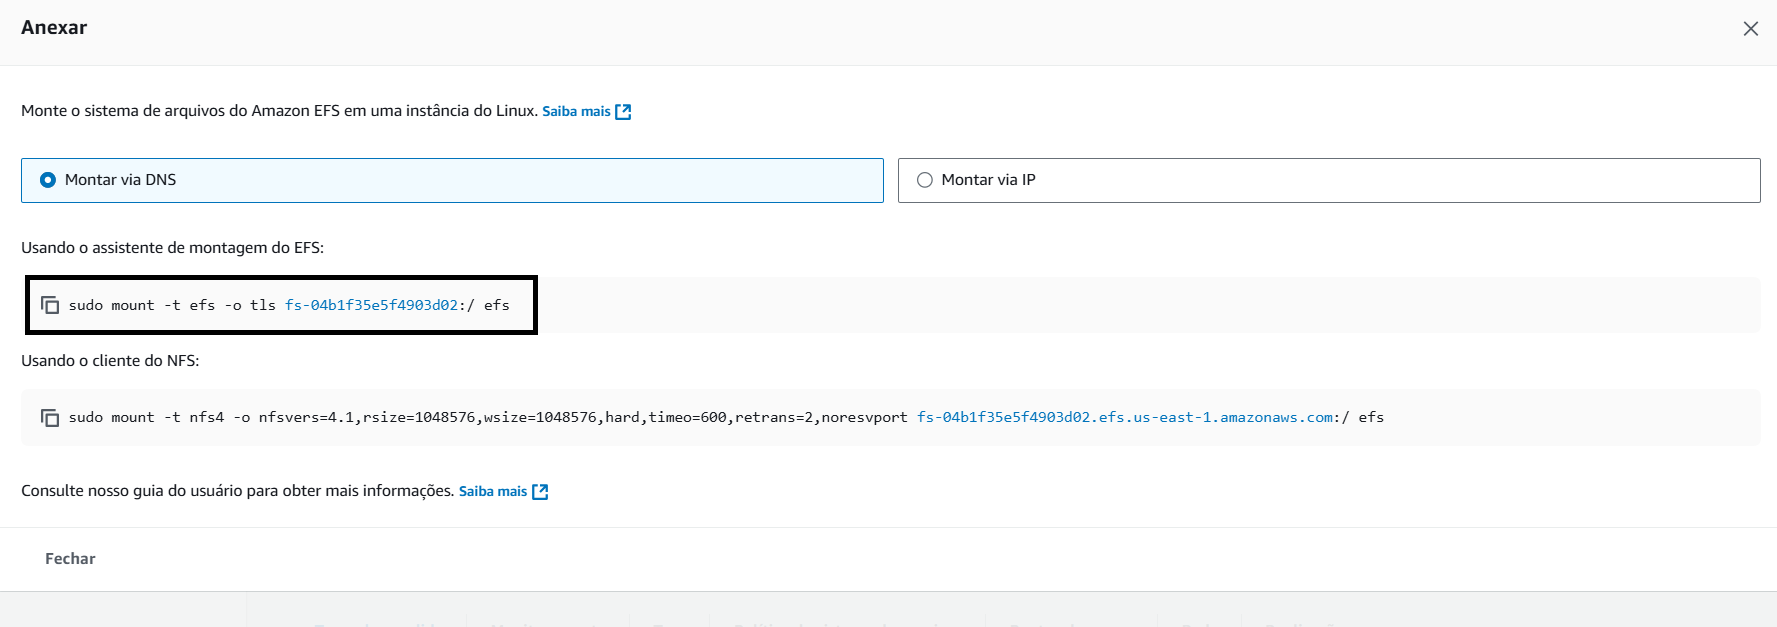 Anexar
Monte o sistema de arquivos do Amazon EFS em uma instância do Linux. Saiba mais
Montar via DNS
Montar via IP
Usando o assistente de montagem do EFS:
sudo mount -t efs -o tls fs-04b1f35e5f4903d02:/ efs
Usando o cliente do NFS:
sudo mount -t nfs4 -o nfsvers=4.1,rsize=1048576,wsize=1048576,hard,timeo=600,retrans=2,noresvport fs-04b1f35e5f4903d02.efs.us-east-1.amazonaws.com:/ efs
Consulte nosso guia do usuário para obter mais informações. Saiba mais
Fechar